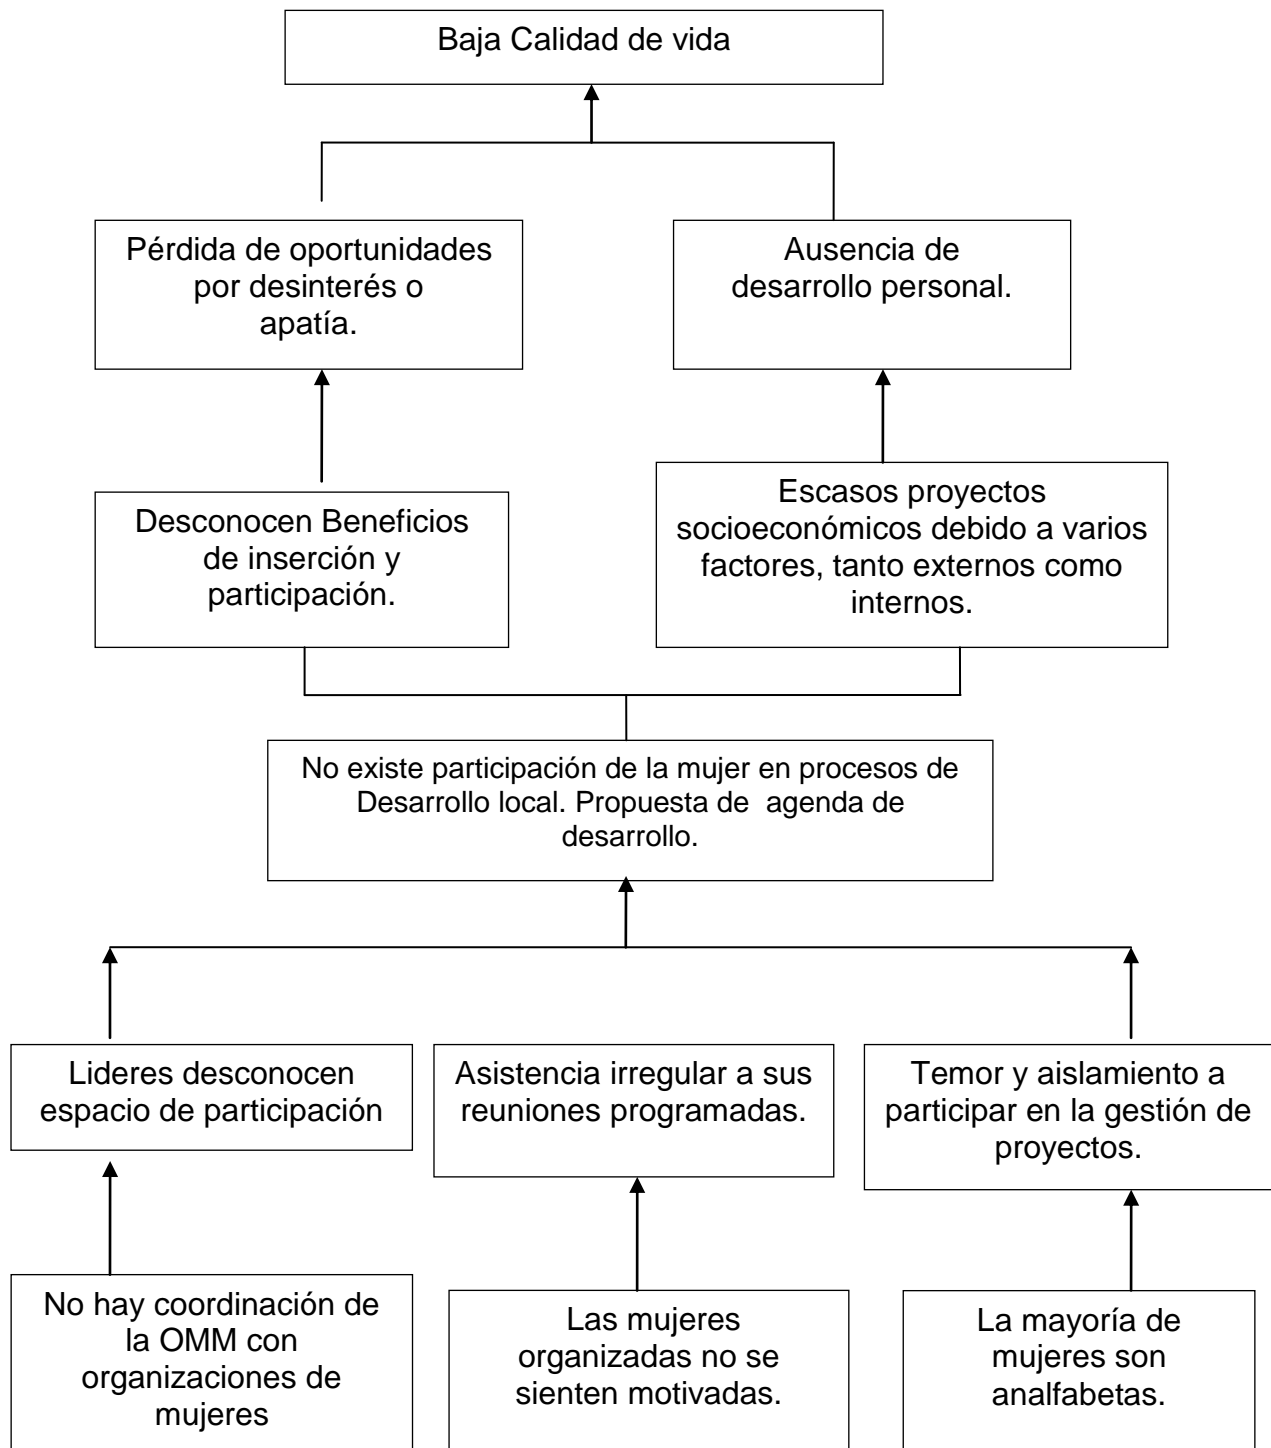 Baja Calidad de vida
Pérdida de oportunidades
por desinterés o
apatía.
Ausencia de
desarrollo personal.
Desconocen Beneficios
de inserción y
participación.
Escasos proyectos
socioeconómicos debido a varios
factores, tanto externos como
internos.
No existe participación de la mujer en procesos de
Desarrollo local. Propuesta de  agenda de
desarrollo.
Lideres desconocen
espacio de participación
Asistencia irregular a sus
reuniones programadas.
Temor y aislamiento a
participar en la gestión de
proyectos.
No hay coordinación de
la OMM con
organizaciones de
mujeres
Las mujeres
organizadas no se
sienten motivadas.
La mayoría de
mujeres son
analfabetas.